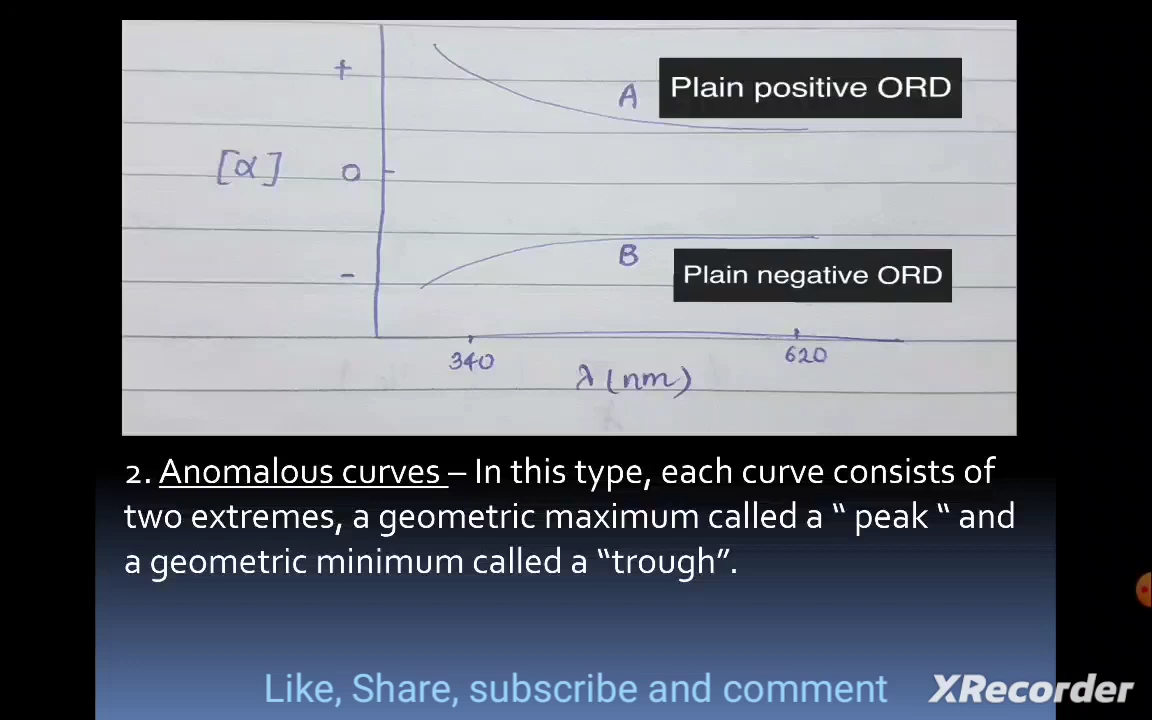 +
A
Plain positive ORD
[α]
0
B
Plain negative ORD
-
340
620
λ (nm)
2. Anomalous curves – In this type, each curve consists of
two extremes, a geometric maximum called a “ peak “ and
a geometric minimum called a “trough”.
Like, Share, subscribe and comment
XRecorder